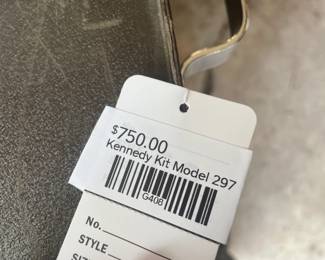 $750.00
Kennedy Kit Model 297
G408
No.
STYLE